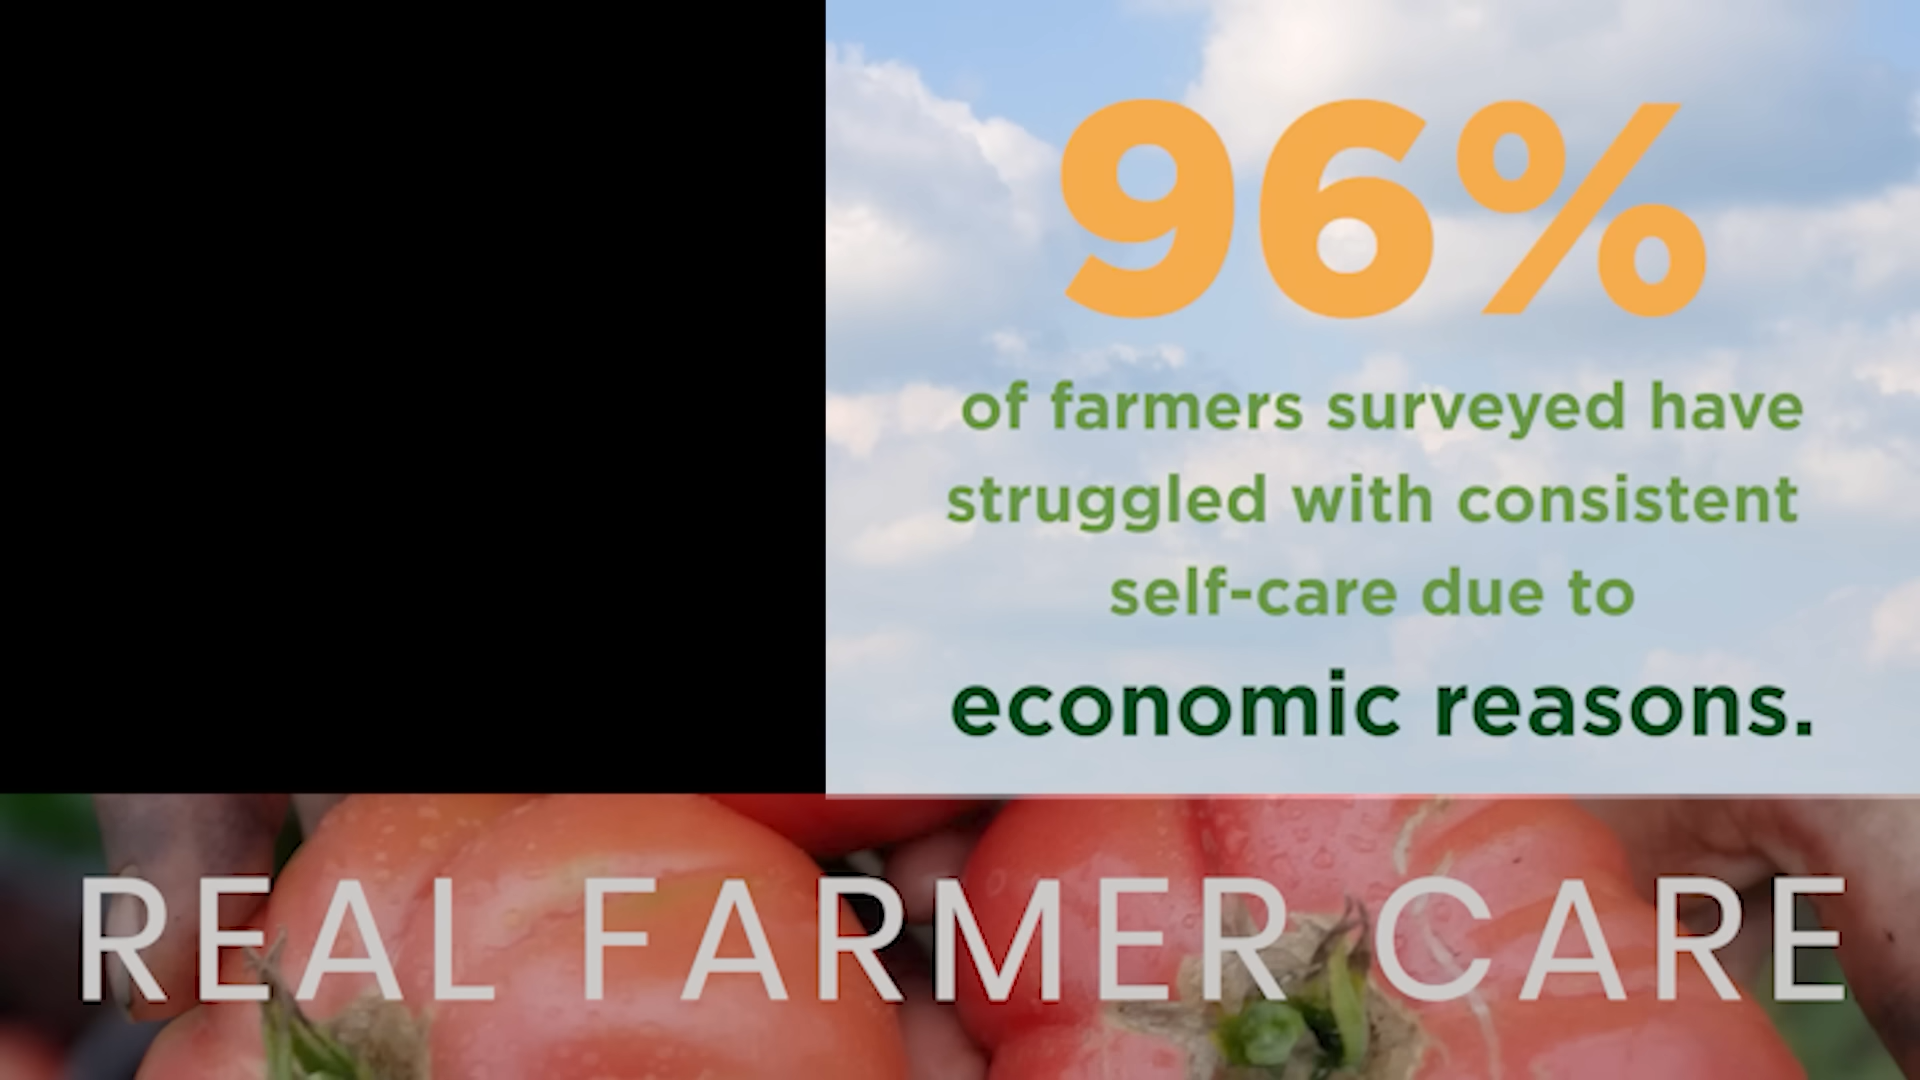 96%
of farmers surveyed have
struggled with consistent
self-care due to
economic reasons.
REAL FARMER CARE